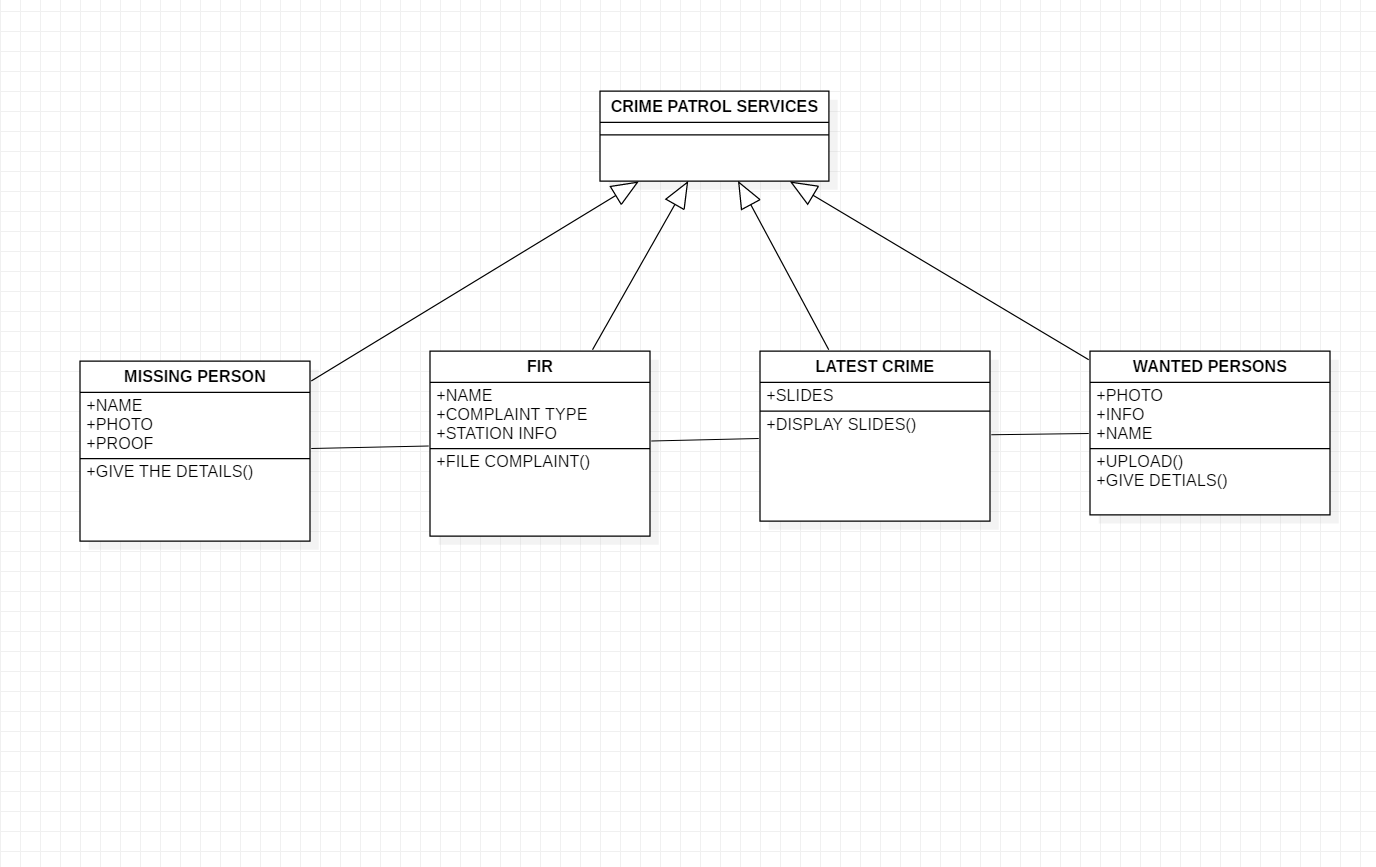 CRIME PATROL SERVICES
MISSING PERSON
+NAME
+PHOTO
+PROOF
+GIVE THE DETAILS()
FIR
+NAME
+COMPLAINT TYPE
+STATION INFO
+FILE COMPLAINT()
LATEST CRIME
+SLIDES
+DISPLAY SLIDES()
WANTED PERSONS
+PHOTO
+INFO
+NAME
+UPLOAD()
+GIVE DETIALS()